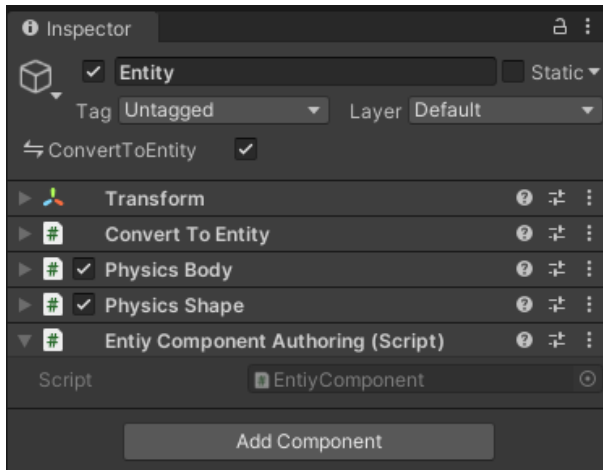 Inspector
Entity Static
Tag Untagged Layer Default
ConvertToEntity
Transform
# Convert To Entity
# Physics Body
# Physics Shape
# Entiy Component Authoring (Script)
Script # EntiyComponent
Add Component